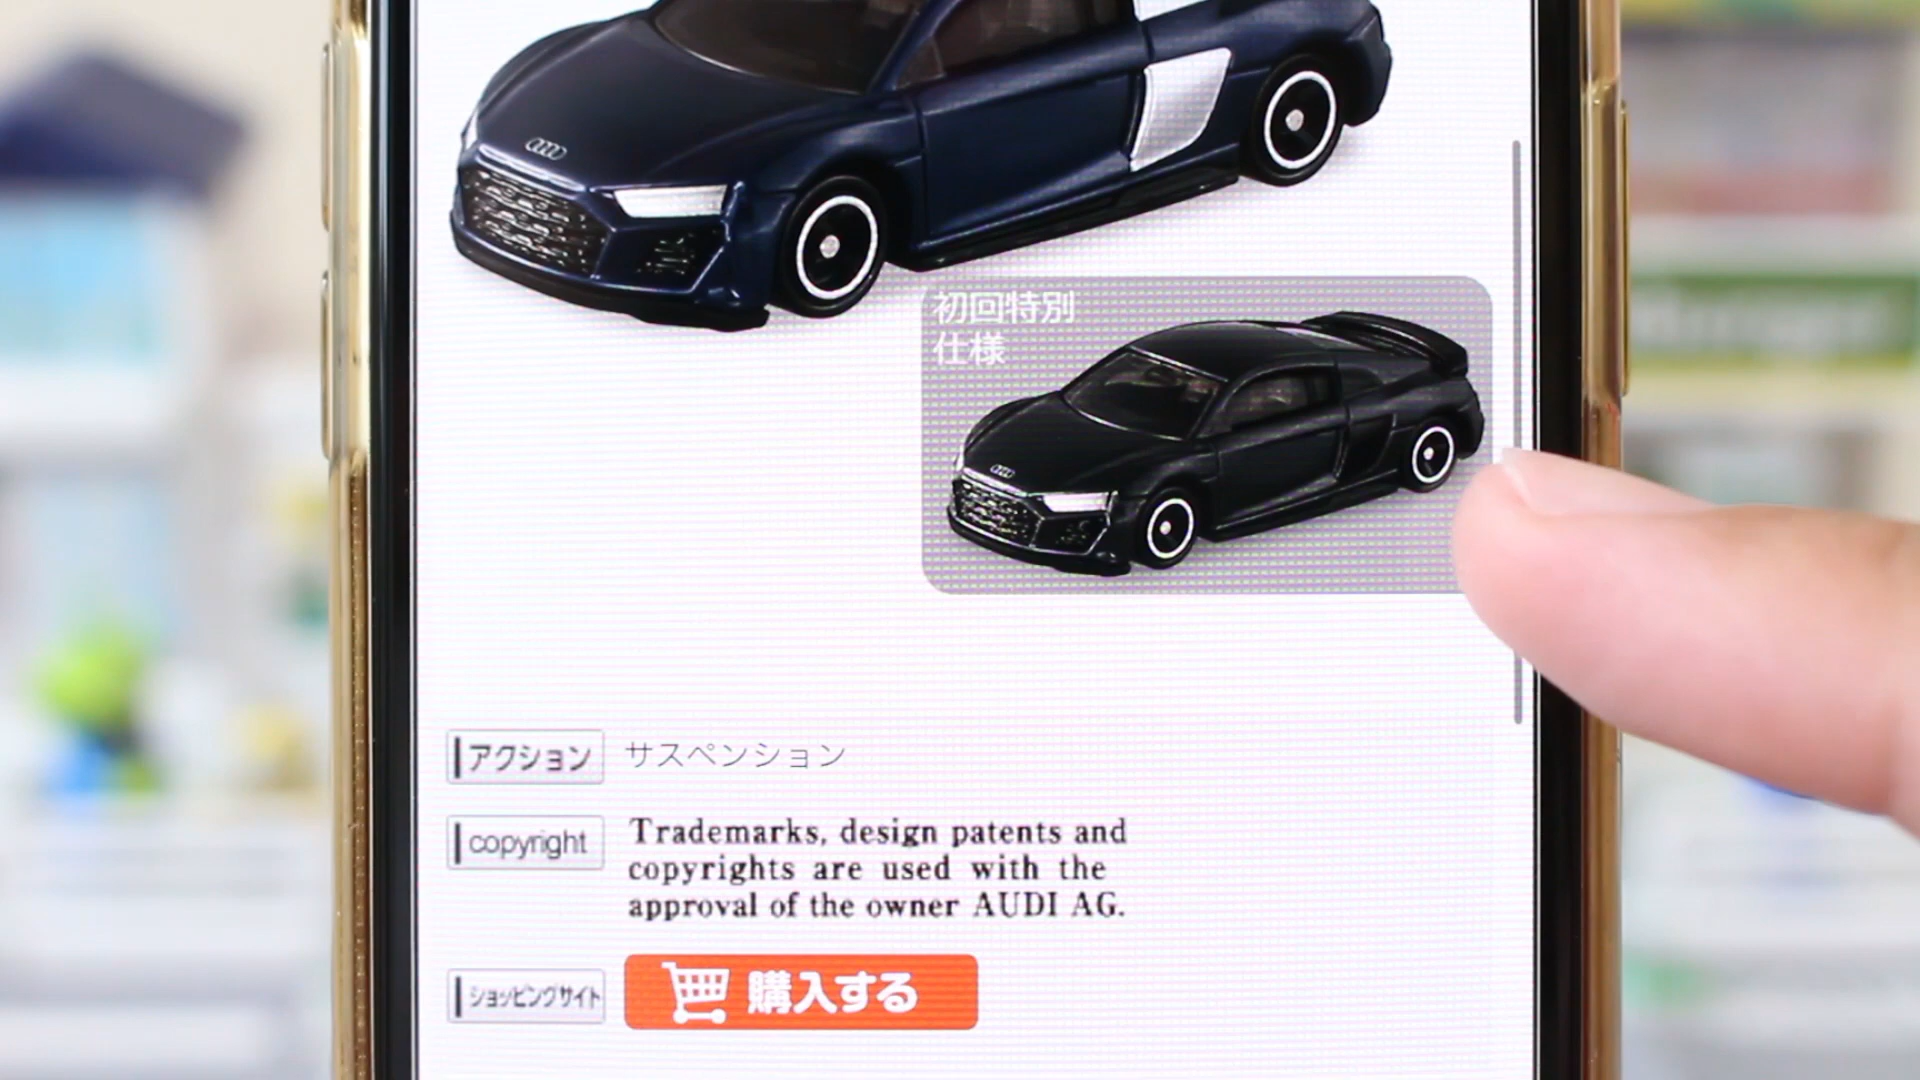 初回特別
仕様
アクション サスペンション
copyright Trademarks, design patents and
copyrights are used with the
approval of the owner AUDI AG.
ショッピングサイト 購入する